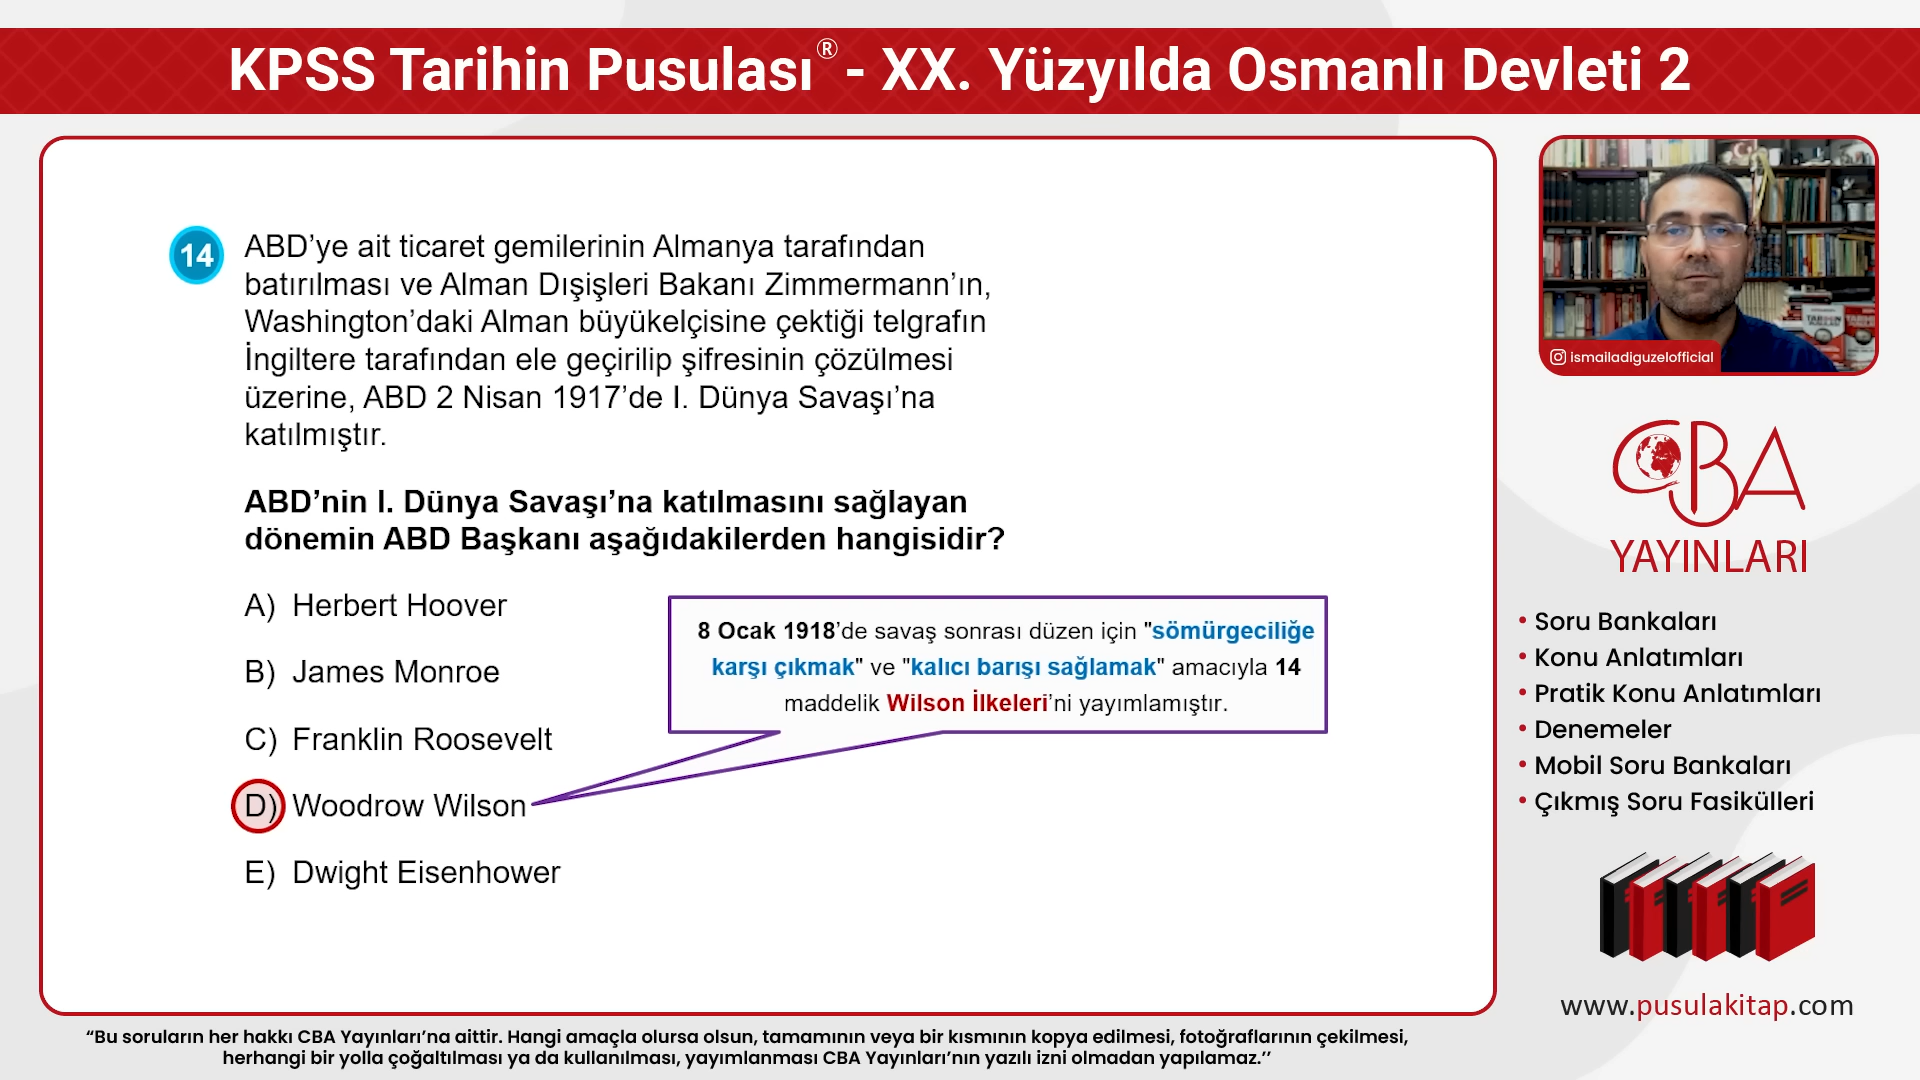 KPSS Tarihin Pusulası® - XX. Yüzyılda Osmanlı Devleti 2
14
ABD’ye ait ticaret gemilerinin Almanya tarafından
batırılması ve Alman Dışişleri Bakanı Zimmermann’ın,
Washington’daki Alman büyükelçisine çektiği telgrafın
İngiltere tarafından ele geçirilip şifresinin çözülmesi
üzerine, ABD 2 Nisan 1917’de I. Dünya Savaşı’na
katılmıştır.
ABD’nin I. Dünya Savaşı’na katılmasını sağlayan
dönemin ABD Başkanı aşağıdakilerden hangisidir?
A) Herbert Hoover
B) James Monroe
C) Franklin Roosevelt
D) Woodrow Wilson
E) Dwight Eisenhower
8 Ocak 1918’de savaş sonrası düzen için "sömürgeciliğe
karşı çıkmak" ve "kalıcı barışı sağlamak" amacıyla 14
maddelik Wilson İlkeleri’ni yayımlamıştır.
ismailadiguzelofficial
CBA
YAYINLARI
• Soru Bankaları
• Konu Anlatımları
• Pratik Konu Anlatımları
• Denemeler
• Mobil Soru Bankaları
• Çıkmış Soru Fasikülleri
www.pusulakitap.com
“Bu soruların her hakkı CBA Yayınları’na aittir. Hangi amaçla olursa olsun, tamamının veya bir kısmının kopya edilmesi, fotoğraflarının çekilmesi,
herhangi bir yolla çoğaltılması ya da kullanılması, yayımlanması CBA Yayınları’nın yazılı izni olmadan yapılamaz.’’